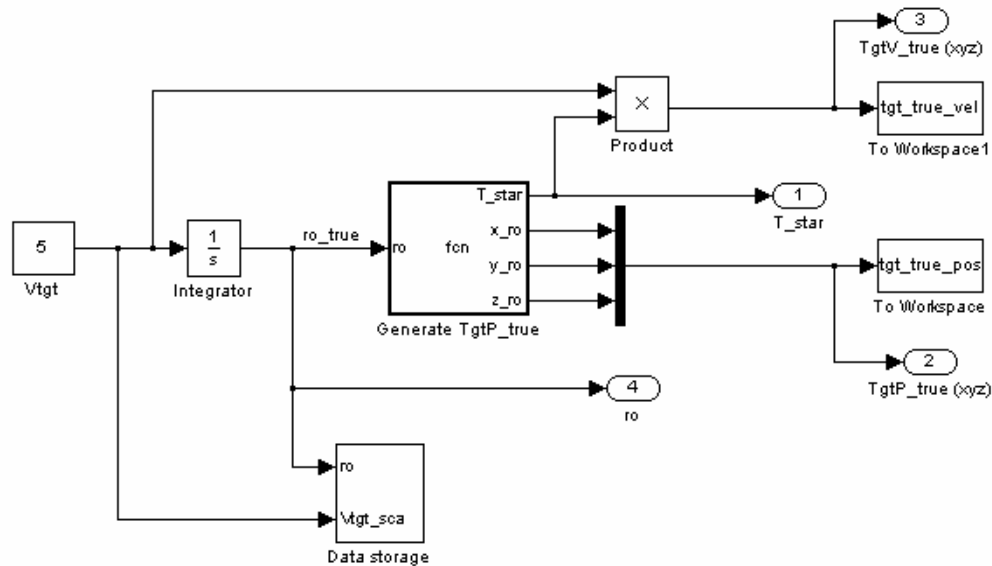 3
TgtV_true (xyz)
×
Product
tgt_true_vel
To Workspace1
T_star
1
T_star
5
Vtgt
1
s
Integrator
ro_true
ro
fcn
x_ro
y_ro
z_ro
Generate TgtP_true
tgt_true_pos
To Workspace
2
TgtP_true (xyz)
4
ro
ro
Vtgt_sca
Data storage